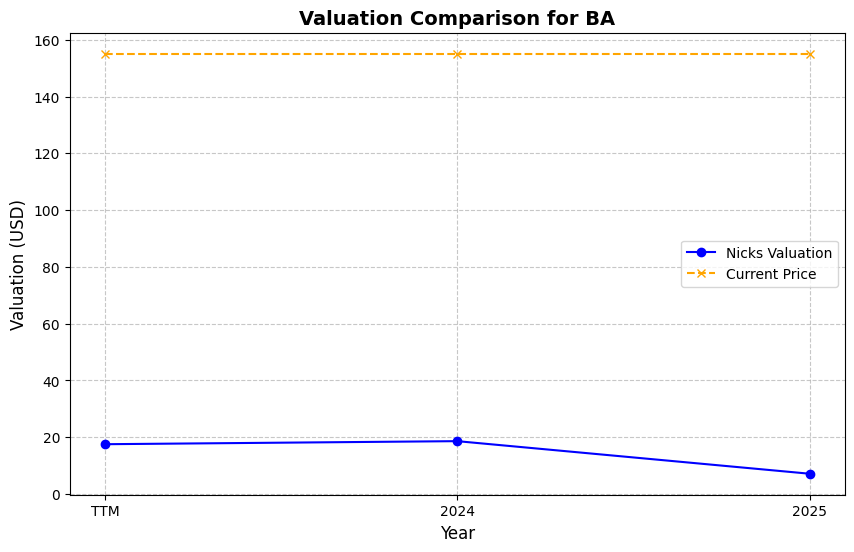 Valuation Comparison for BA
Valuation (USD)
160
140
120
100
80
60
40
20
0
Nicks Valuation
Current Price
TTM
2024
2025
Year